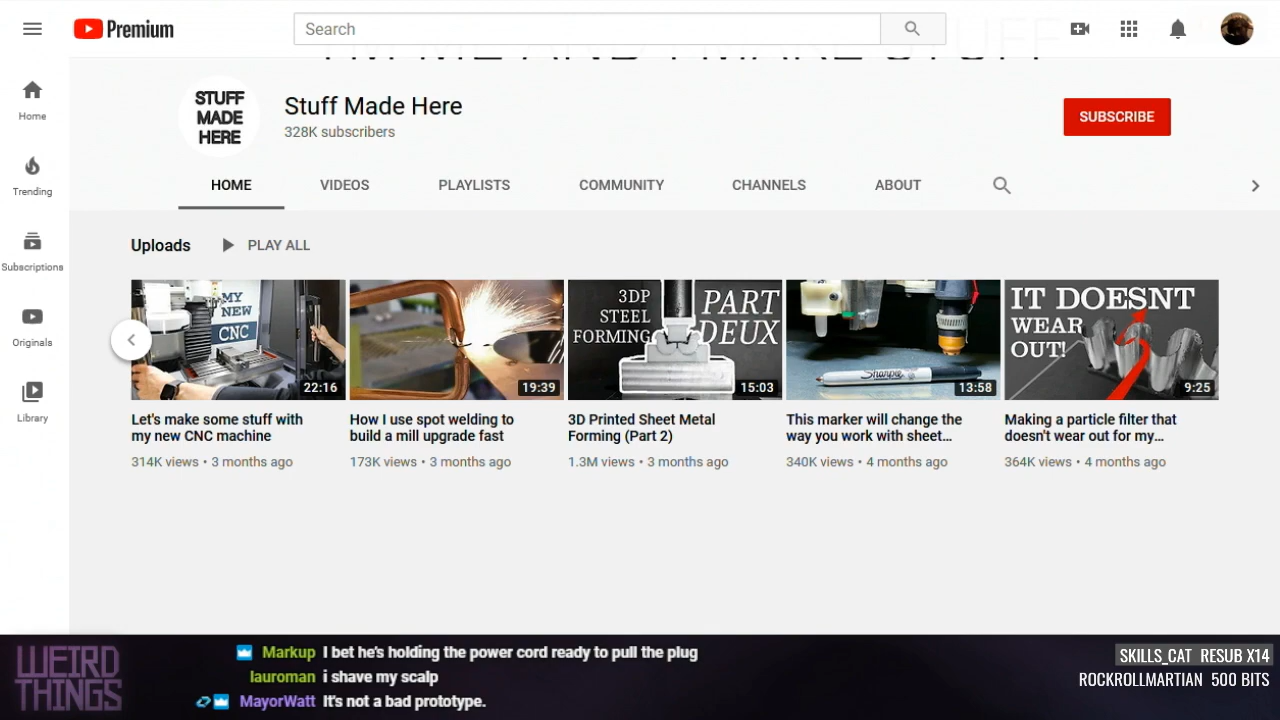 Premium
Search
I'M ME AND I MAKE STUFF
STUFF
MADE
HERE
Stuff Made Here
328K subscribers
SUBSCRIBE
Home
Trending
Subscriptions
Originals
Library
HOME
VIDEOS
PLAYLISTS
COMMUNITY
CHANNELS
ABOUT
Uploads
PLAY ALL
MY
NEW
CNC
22:16
Let's make some stuff with
my new CNC machine
314K views • 3 months ago
19:39
How I use spot welding to
build a mill upgrade fast
173K views • 3 months ago
3DP
STEEL
FORMING
PART
DEUX
15:03
3D Printed Sheet Metal
Forming (Part 2)
1.3M views • 3 months ago
Sharpie
13:58
This marker will change the
way you work with sheet...
340K views • 4 months ago
IT DOESNT
WEAR
OUT!
9:25
Making a particle filter that
doesn't wear out for my...
364K views • 4 months ago
WEIRD
THINGS
Markup I bet he's holding the power cord ready to pull the plug
lauroman i shave my scalp
MayorWatt It's not a bad prototype.
SKILLS_CAT RESUB X14
ROCKROLLMARTIAN 500 BITS